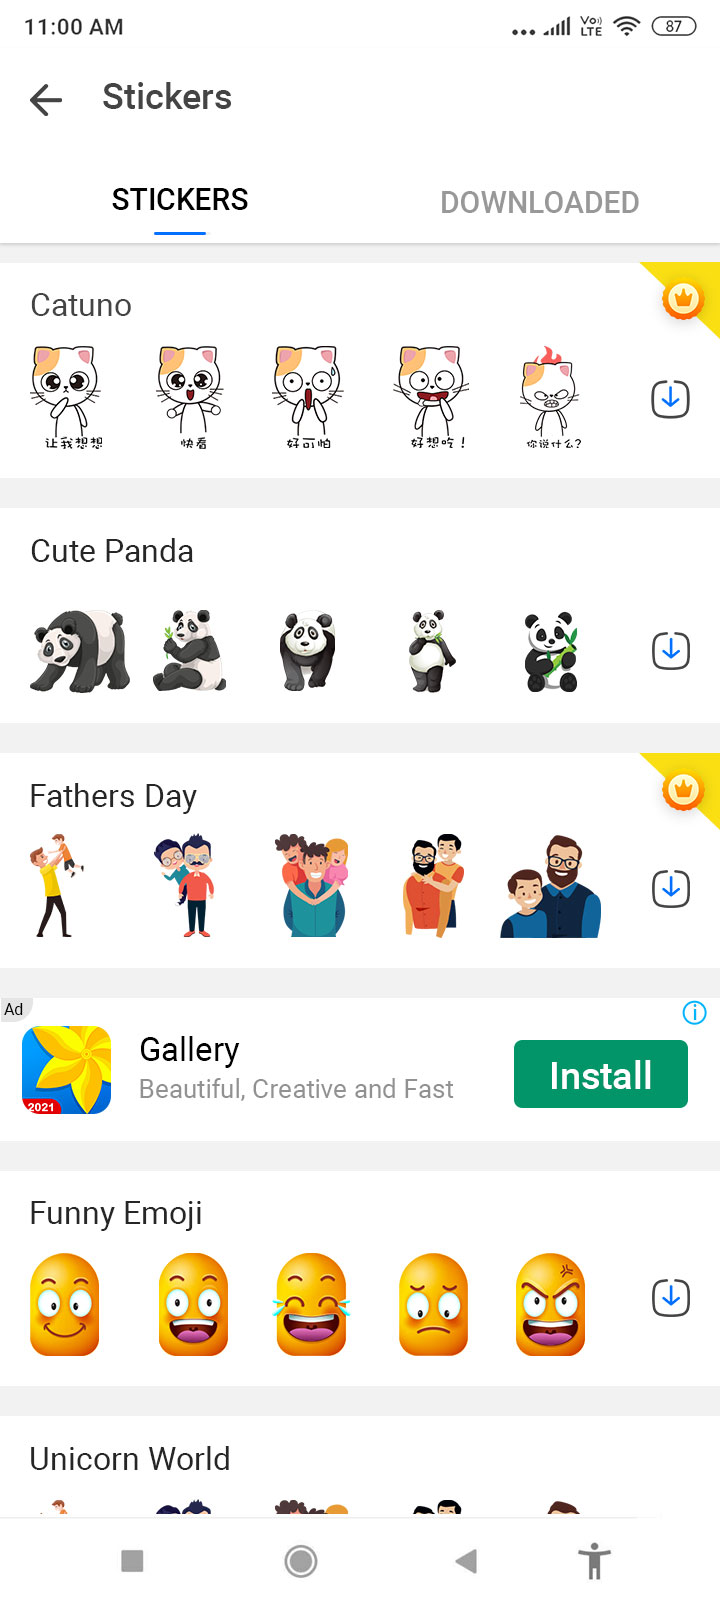 11:00 AM
Vo))
LTE
87
Stickers
STICKERS
DOWNLOADED
Catuno
让我想想
快看
好可怕
好想吃！
你说什么？
Cute Panda
Fathers Day
Ad
Gallery
Beautiful, Creative and Fast
2021
Install
Funny Emoji
Unicorn World